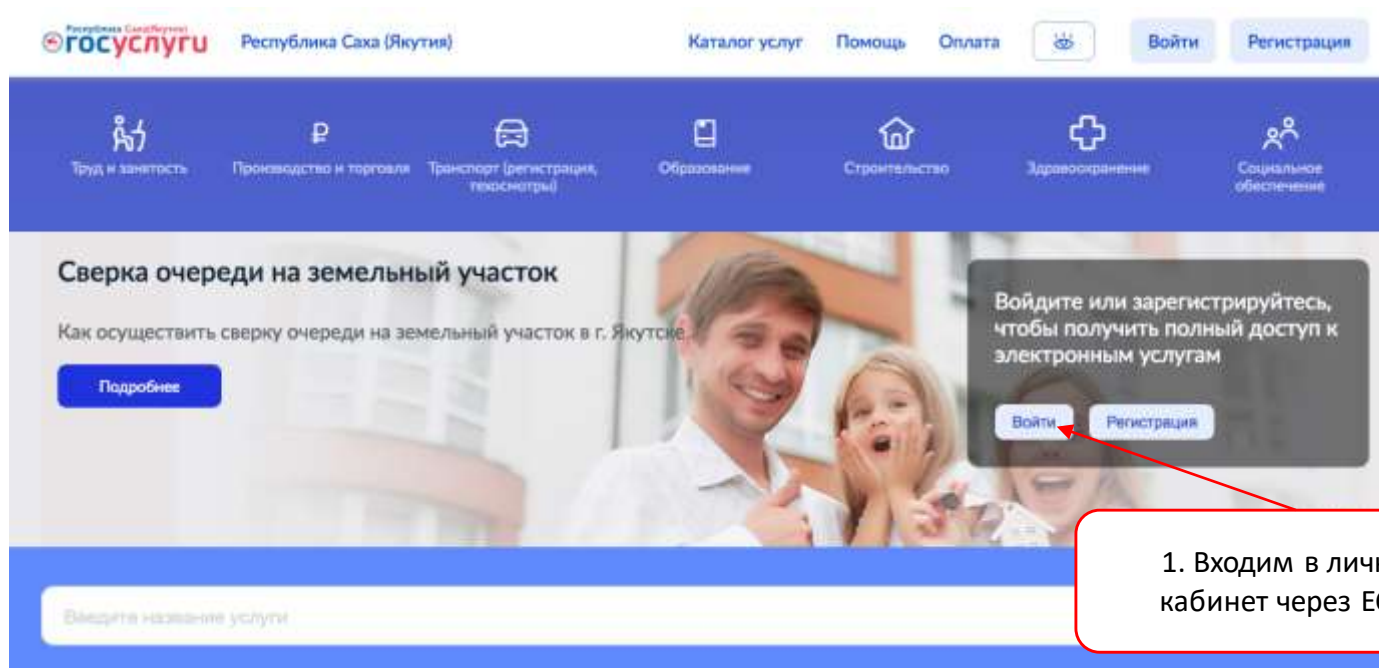 Республика Саха(Якутия)
госуслуги
Республика Саха (Якутия)
Каталог услуг
Помощь
Оплата
Войти
Регистрация
Труд и занятость
Производство и торговля
Транспорт (регистрация,
техосмотры)
Образование
Строительство
Здравоохранение
Социальное
обеспечение
Сверка очереди на земельный участок
Как осуществить сверку очереди на земельный участок в г. Якутске
Подробнее
Войдите или зарегистрируйтесь,
чтобы получить полный доступ к
электронным услугам
Войти
Регистрация
1. Входим в лич
кабинет через
Введите название услуги